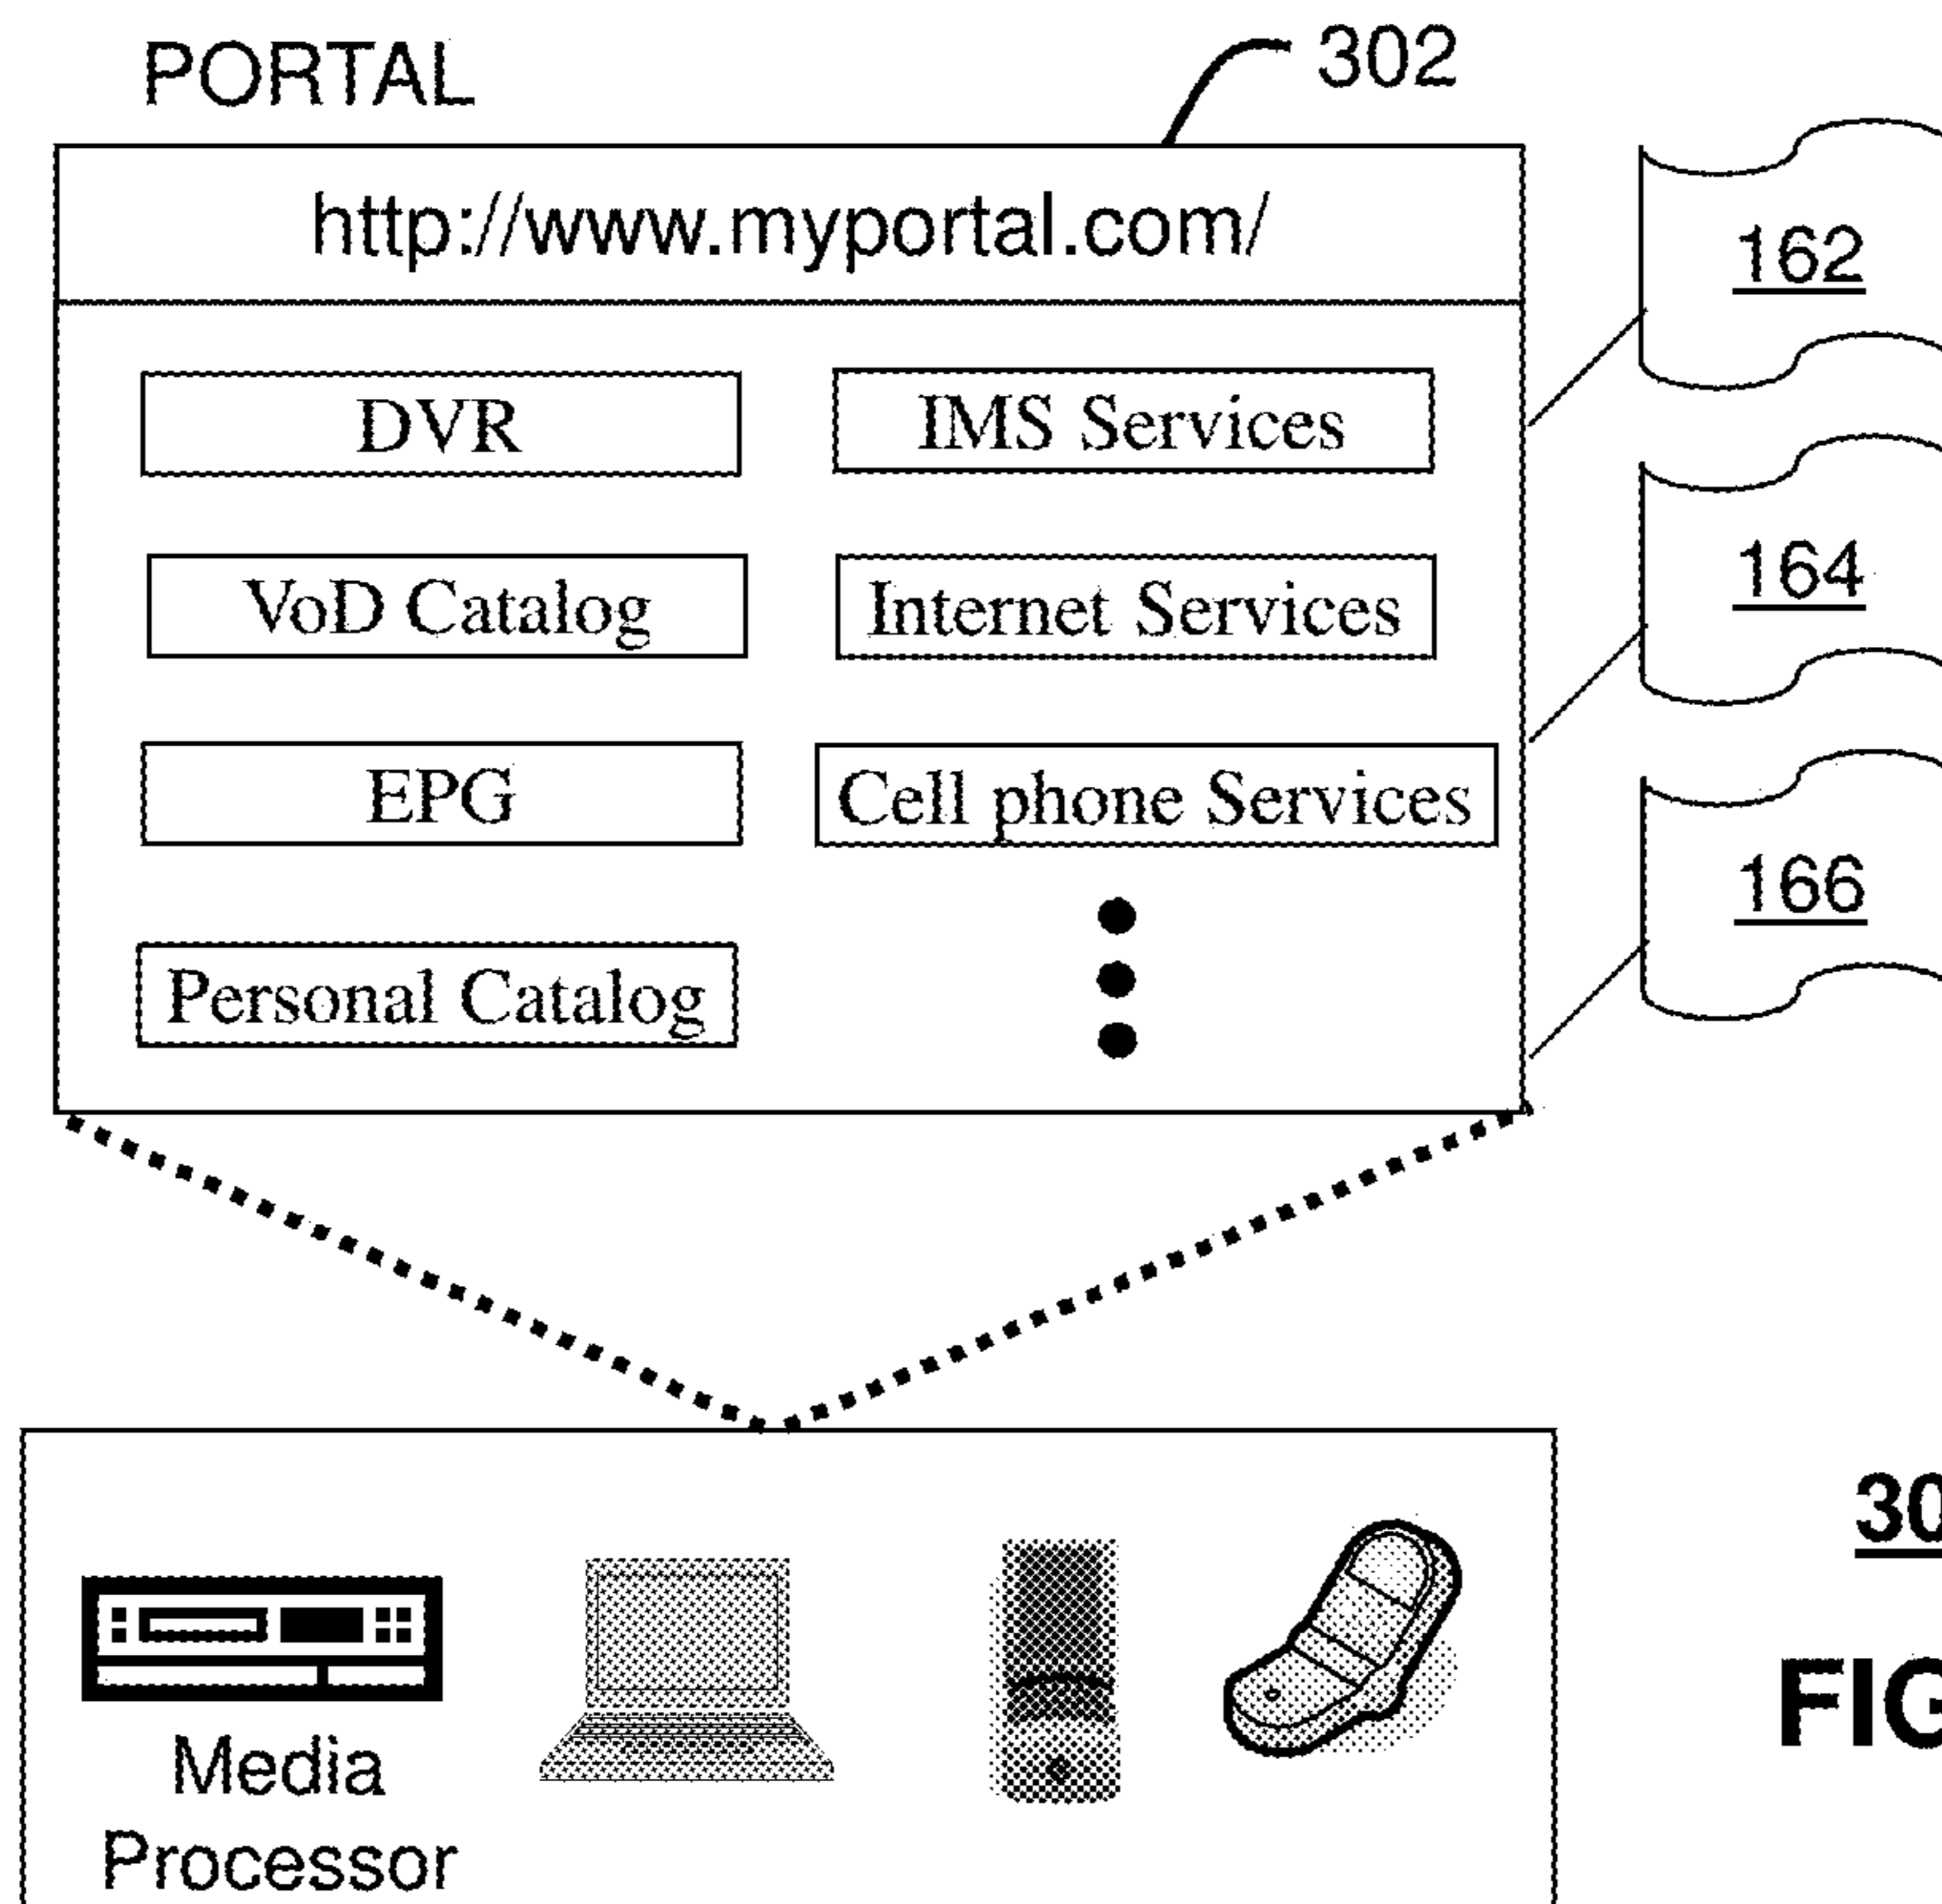 PORTAL
302
http://www.myportal.com/
162
DVR
IMS Services
164
VoD Catalog
Internet Services
EPG
Cell phone Services
166
Personal Catalog
Media
Processor